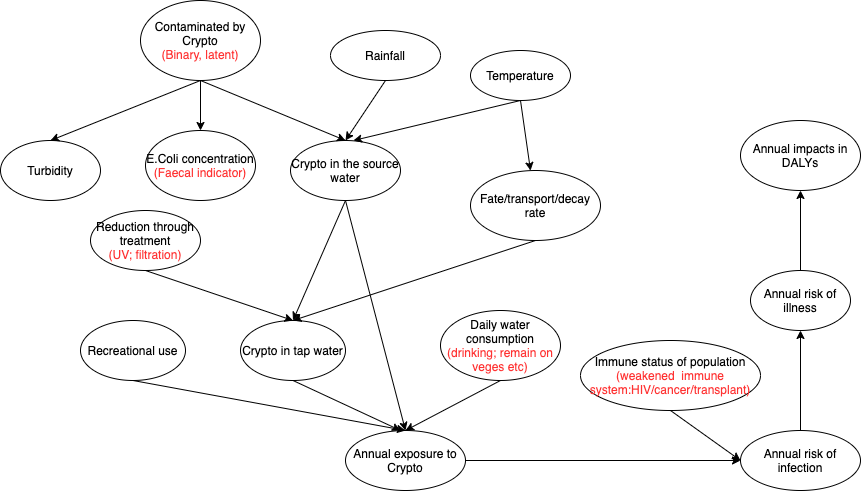 Contaminated by
Crypto
(Binary, latent)
Rainfall
Temperature
Turbidity
E.Coli concentration
(Faecal indicator)
Crypto in the source
water
Annual impacts in
DALYs
Fate/transport/decay
rate
Reduction through
treatment
(UV; filtration)
Annual risk of
illness
Recreational use
Crypto in tap water
Daily water
consumption
(drinking; remain on
veges etc)
Immune status of population
(weakened immune
system:HIV/cancer/transplant)
Annual exposure to
Crypto
Annual risk of
infection